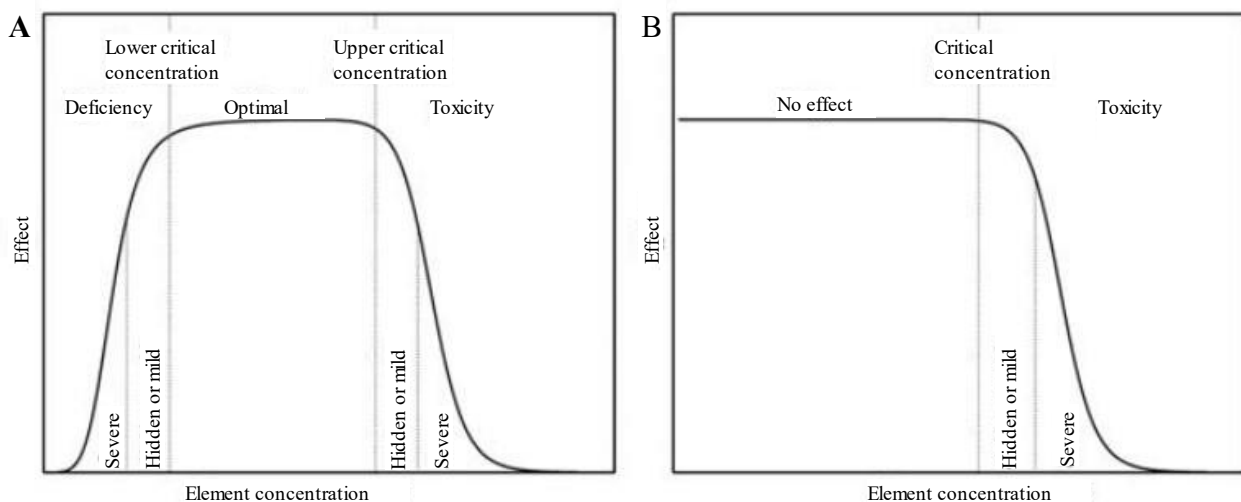 A
Lower critical
concentration
Upper critical
concentration
Deficiency
Optimal
Toxicity
Effect
Severe
Hidden or mild
Hidden or mild
Severe
Element concentration
B
Critical
concentration
No effect
Toxicity
Effect
Hidden or mild
Severe
Element concentration